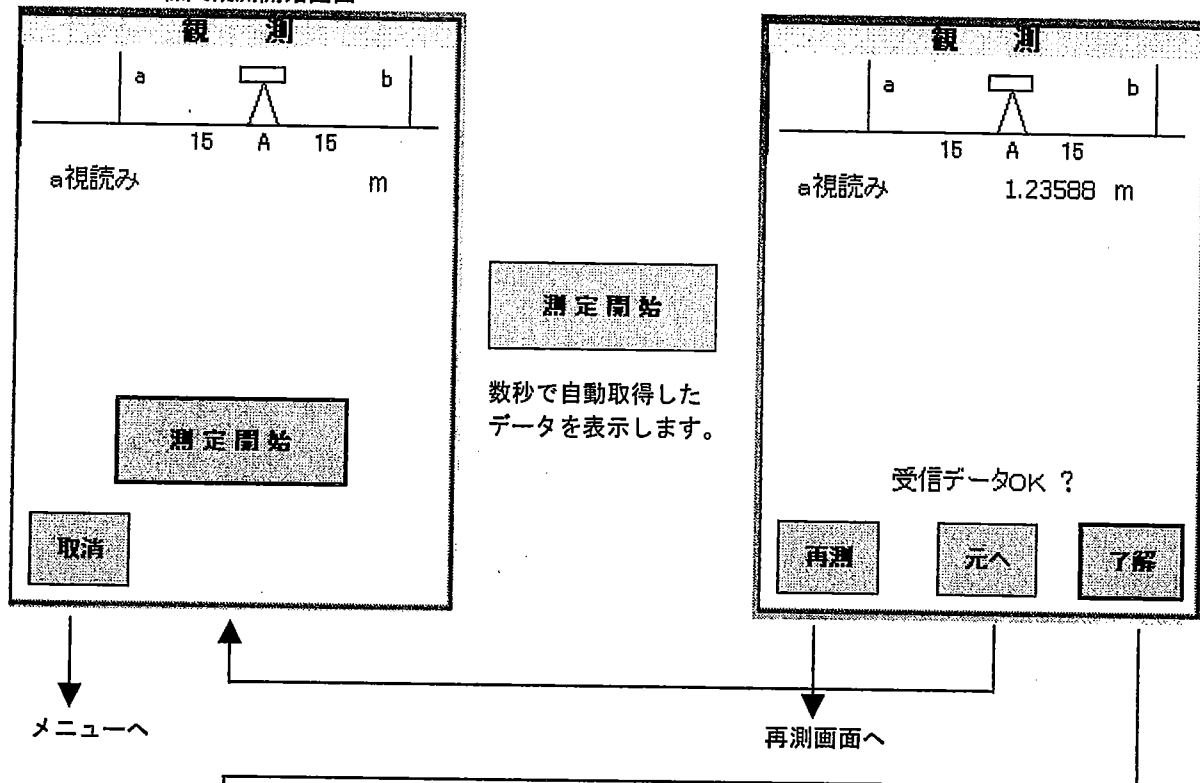 観 測
a b
15 A 15
a視読み m
測定開始
取消
メニューへ
測定開始
数秒で自動取得した
データを表示します。
観 測
a b
15 A 15
a視読み 1.23588 m
受信データOK ?
再測 元へ 了解
再測画面へ